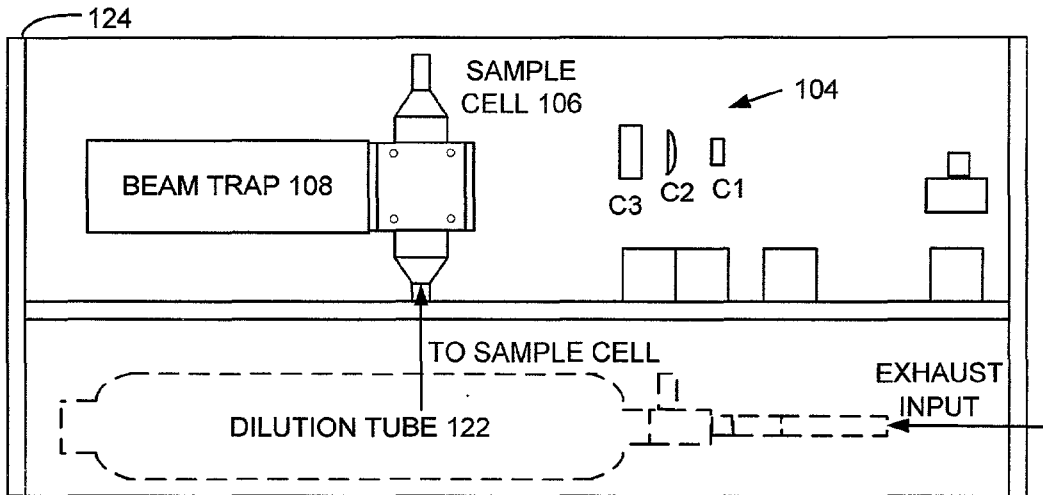 124
SAMPLE
CELL 106
104
BEAM TRAP 108
C3
C2
C1
TO SAMPLE CELL
EXHAUST
INPUT
DILUTION TUBE 122